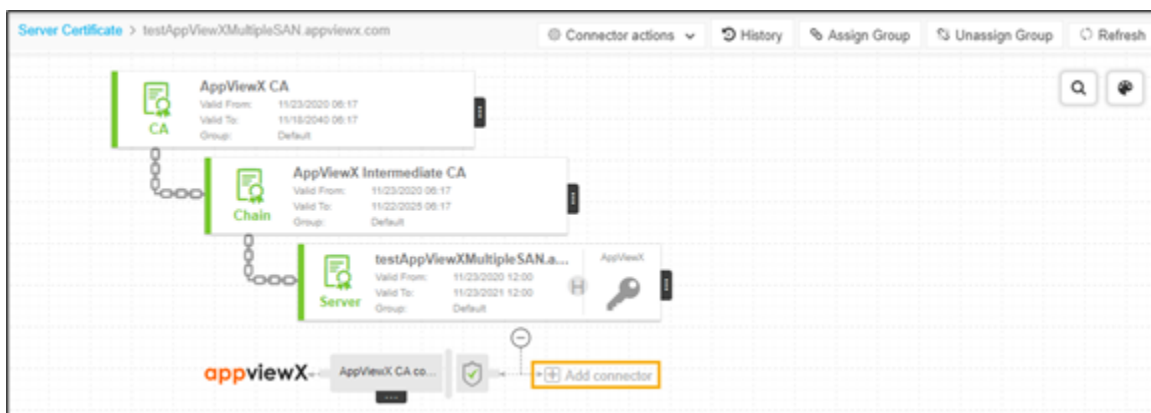 Server Certificate > testAppViewXMultipleSAN.appviewx.com
Connector actions History Assign Group Unassign Group Refresh
AppViewX CA
Valid From: 11/23/2020 06:17
Valid To: 11/18/2040 06:17
Group: Default
CA
AppViewX Intermediate CA
Valid From: 11/23/2020 06:17
Valid To: 11/22/2025 06:17
Group: Default
Chain
testAppViewXMultipleSAN.a...
Valid From: 11/23/2020 12:00
Valid To: 11/23/2021 12:00
Group: Default
Server
AppViewX
appviewX
AppViewX CA co...
Add connector